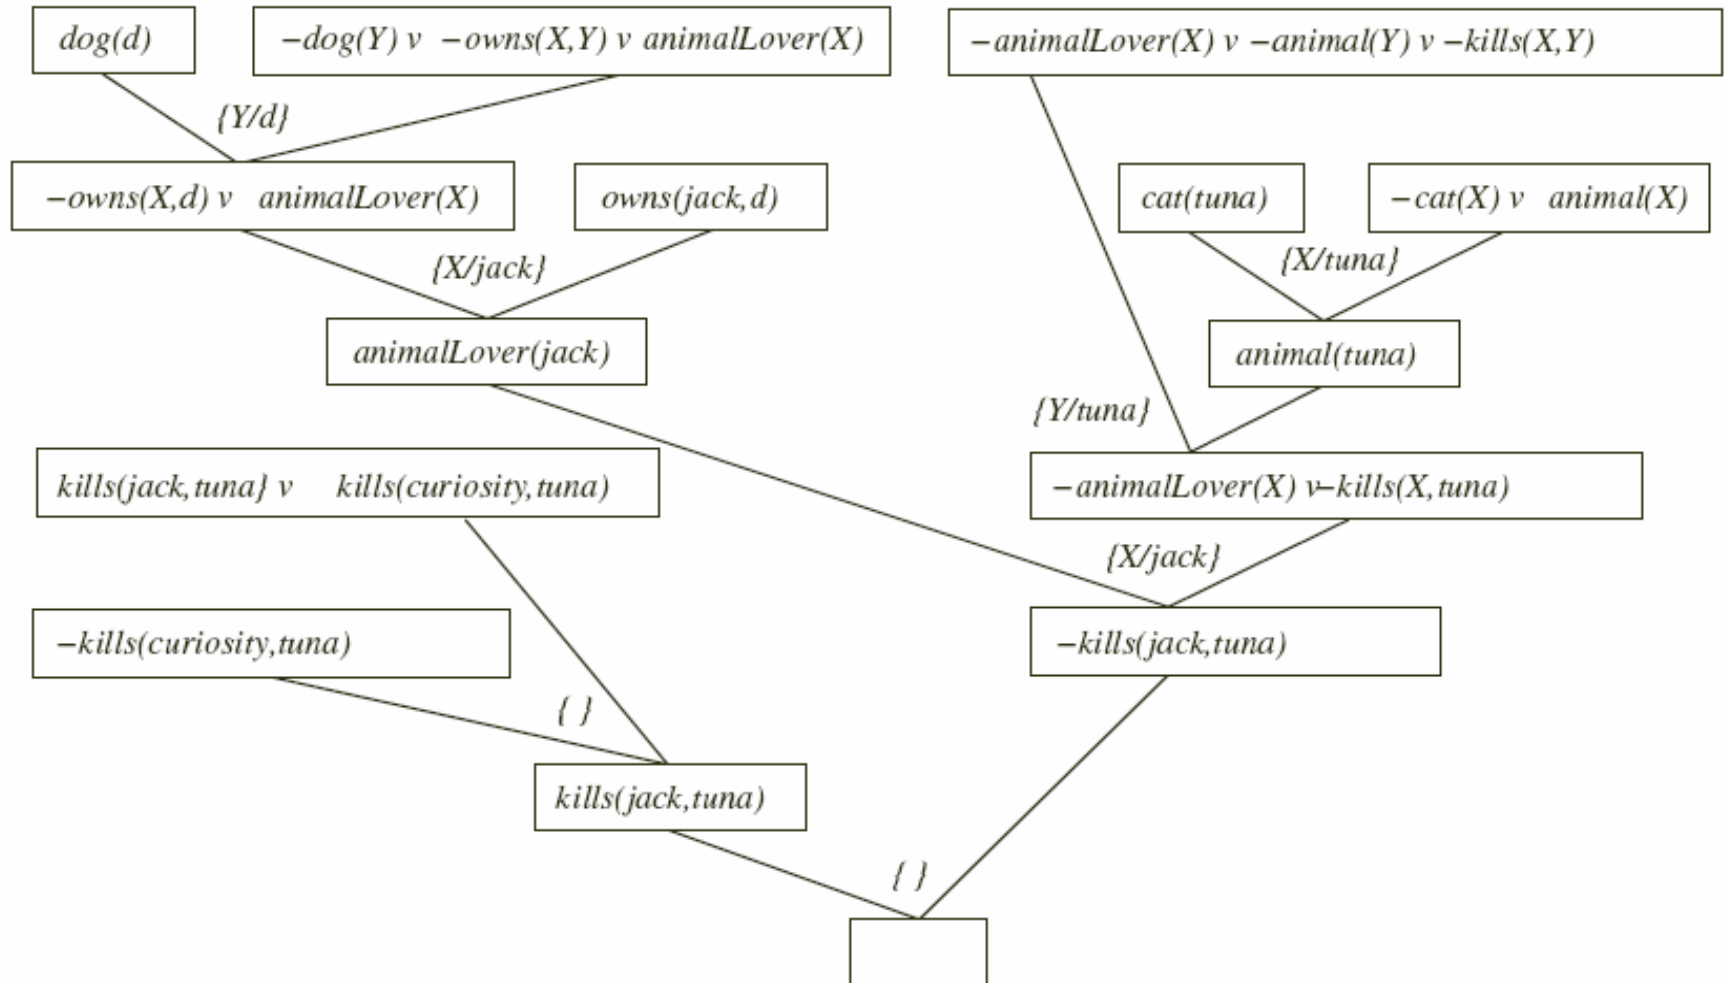 dog(d)
−dog(Y) v −owns(X,Y) v animalLover(X)
−animalLover(X) v −animal(Y) v −kills(X,Y)
{Y/d}
−owns(X,d) v animalLover(X)
owns(jack,d)
cat(tuna)
−cat(X) v animal(X)
{X/jack}
{X/tuna}
animalLover(jack)
animal(tuna)
{Y/tuna}
kills(jack,tuna} v kills(curiosity,tuna)
−animalLover(X) v−kills(X,tuna)
{X/jack}
−kills(curiosity,tuna)
−kills(jack,tuna)
{ }
kills(jack,tuna)
{ }